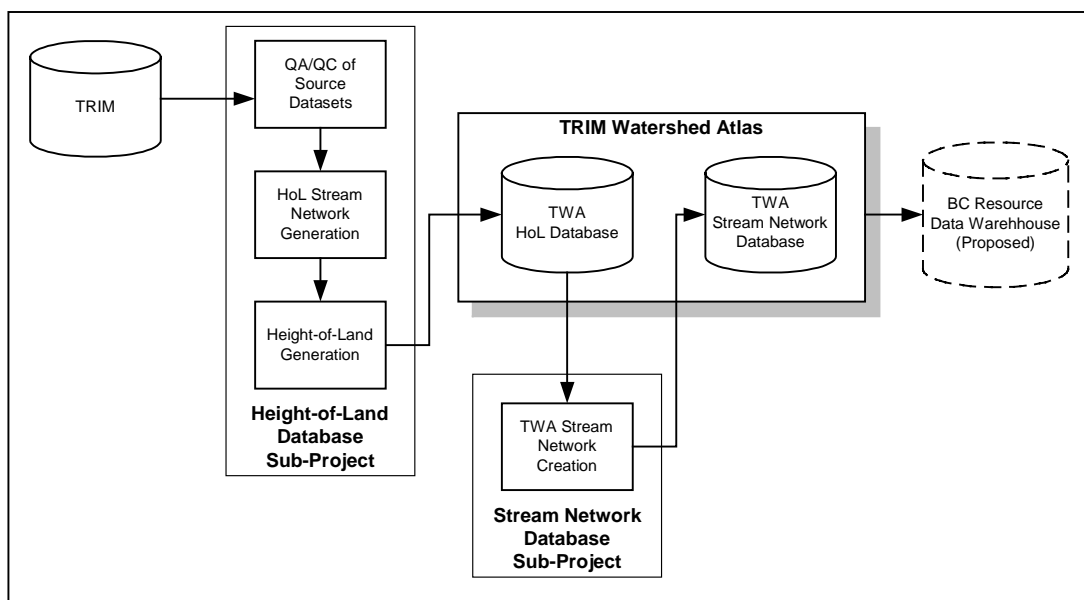 TRIM
QA/QC of
Source
Datasets
HoL Stream
Network
Generation
Height-of-Land
Generation
Height-of-Land
Database
Sub-Project
TRIM Watershed Atlas
TWA
HoL Database
TWA
Stream Network
Database
TWA Stream
Network
Creation
Stream Network
Database
Sub-Project
BC Resource
Data Warehhouse
(Proposed)